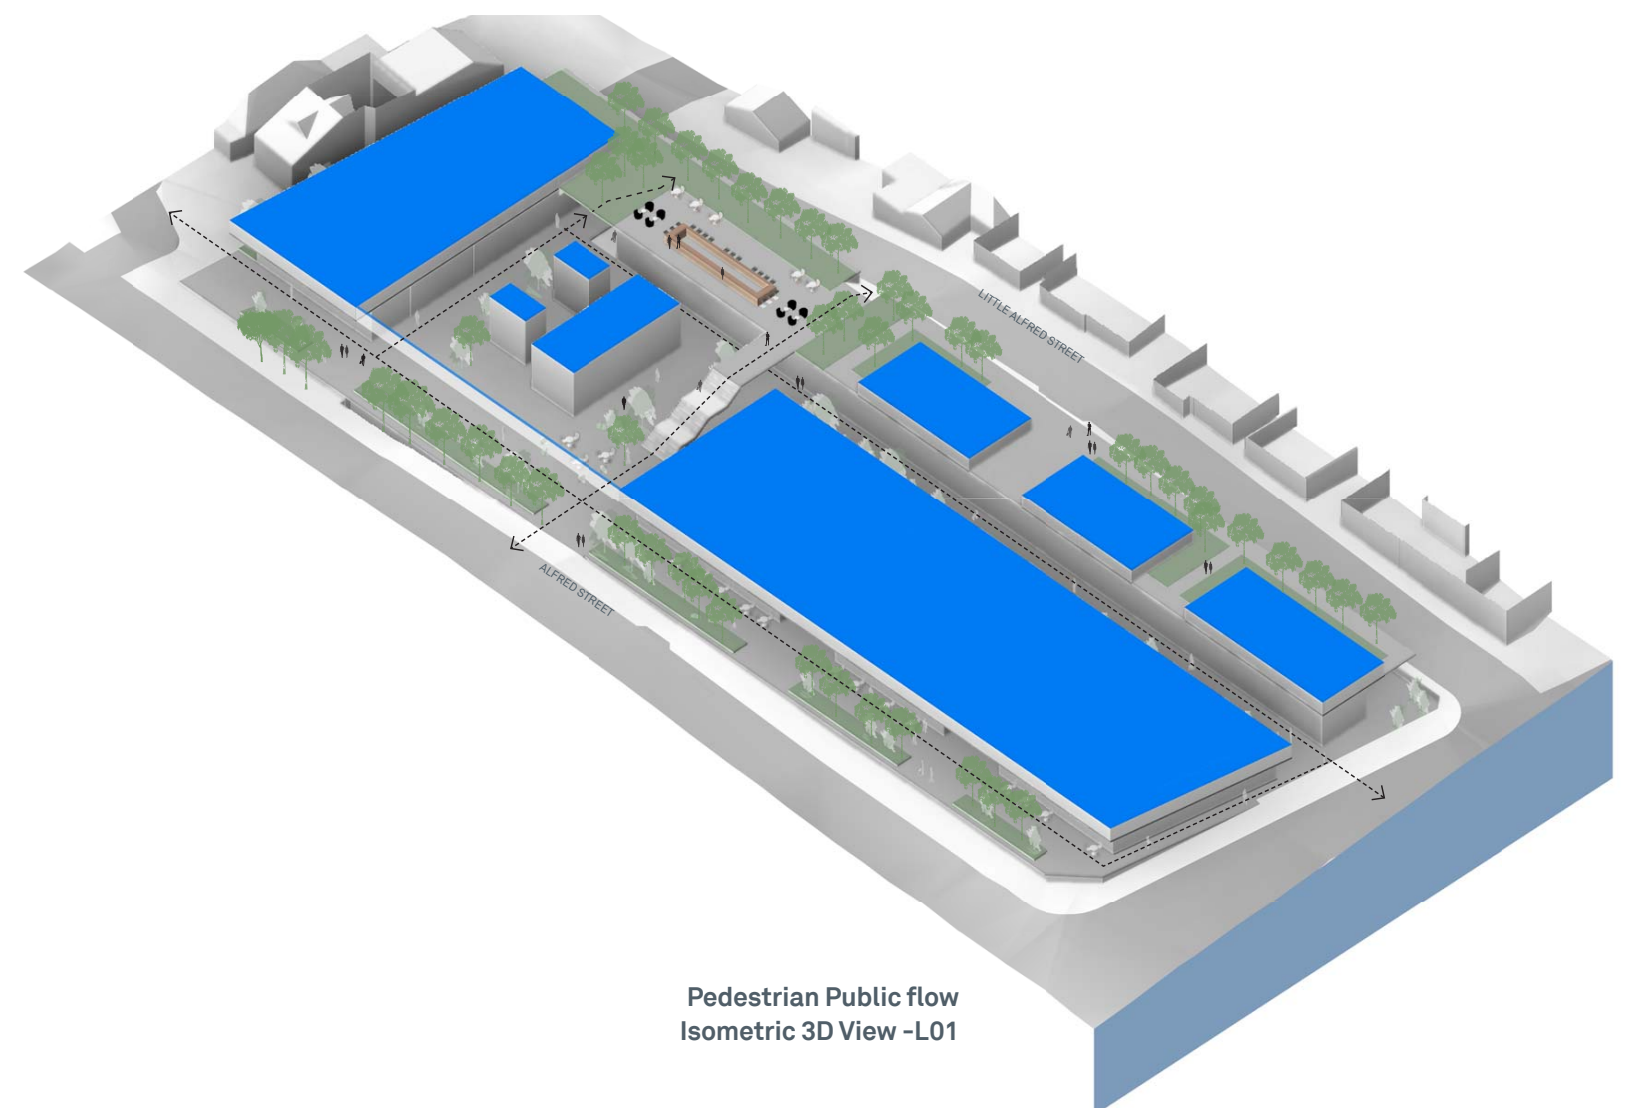 LITTLE ALFRED STREET
ALFRED STREET
Pedestrian Public flow
Isometric 3D View -L01